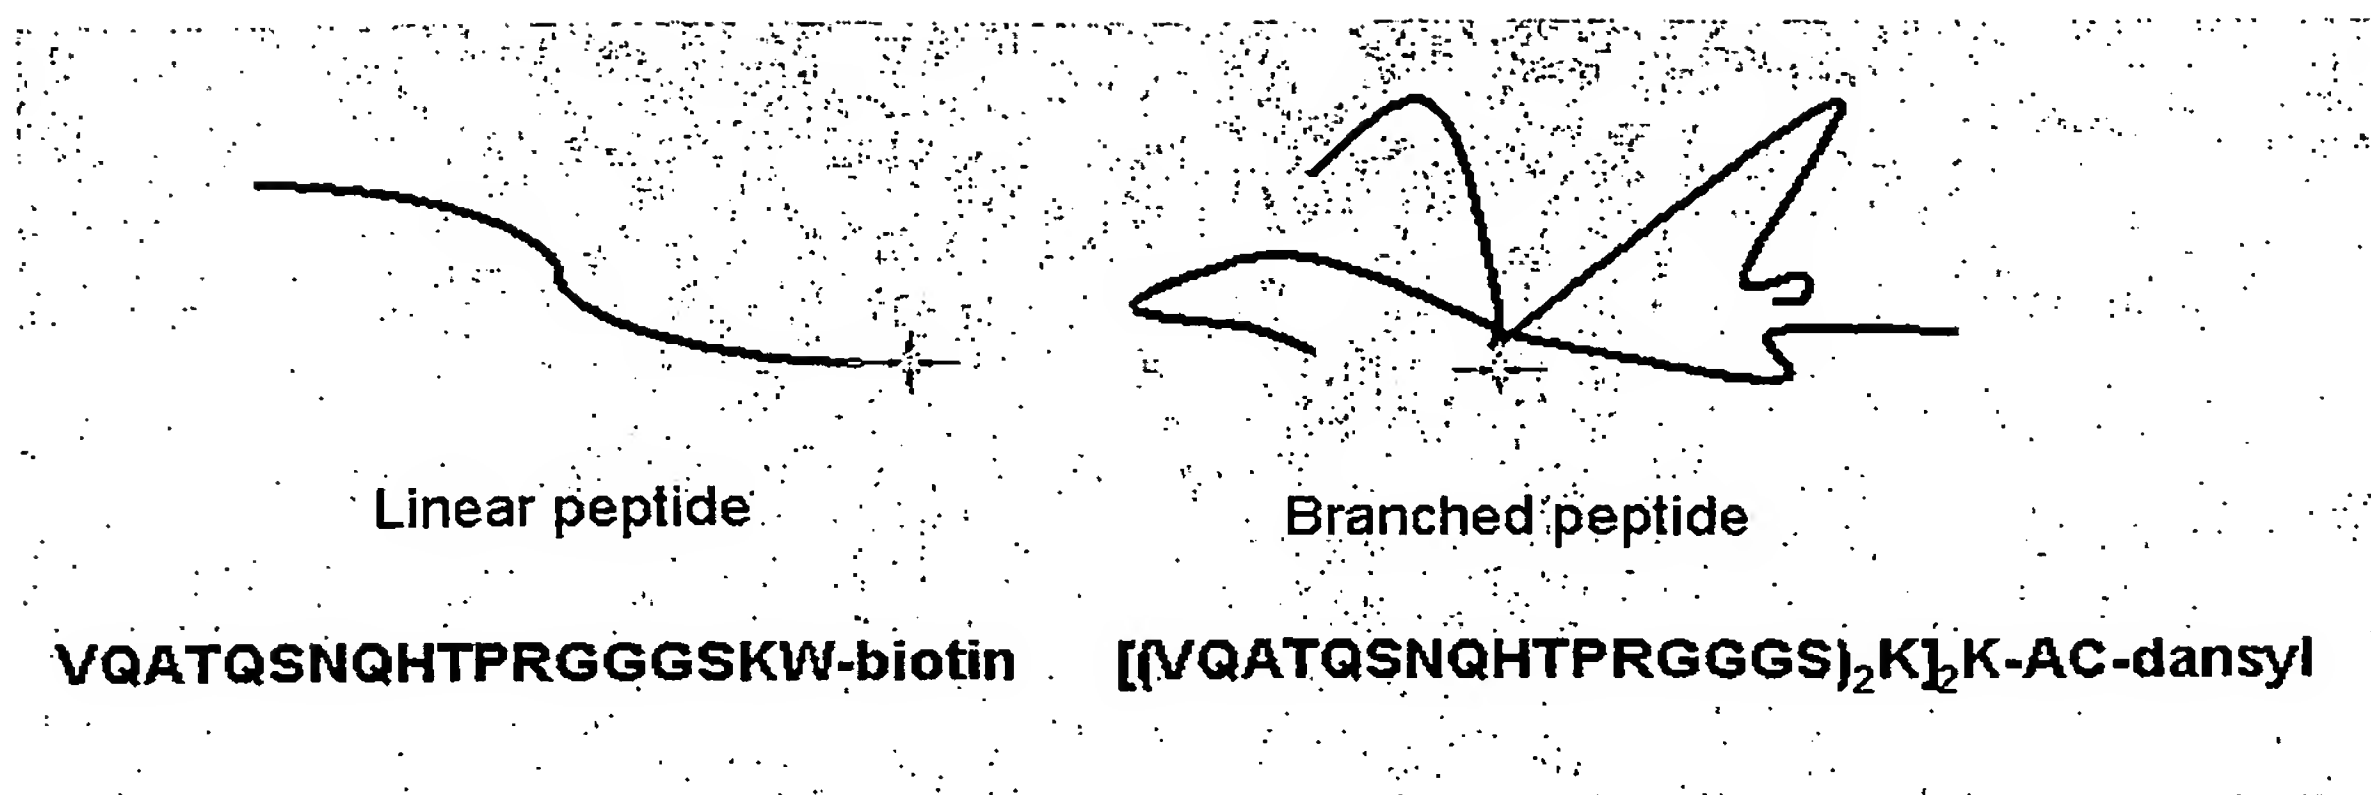 Linear peptide
Branched peptide
VQATQSNQHTPRGGGSKW-biotin
[(VQATQSNQHTPRGGGS)₂K]₂K-AC-dansyl